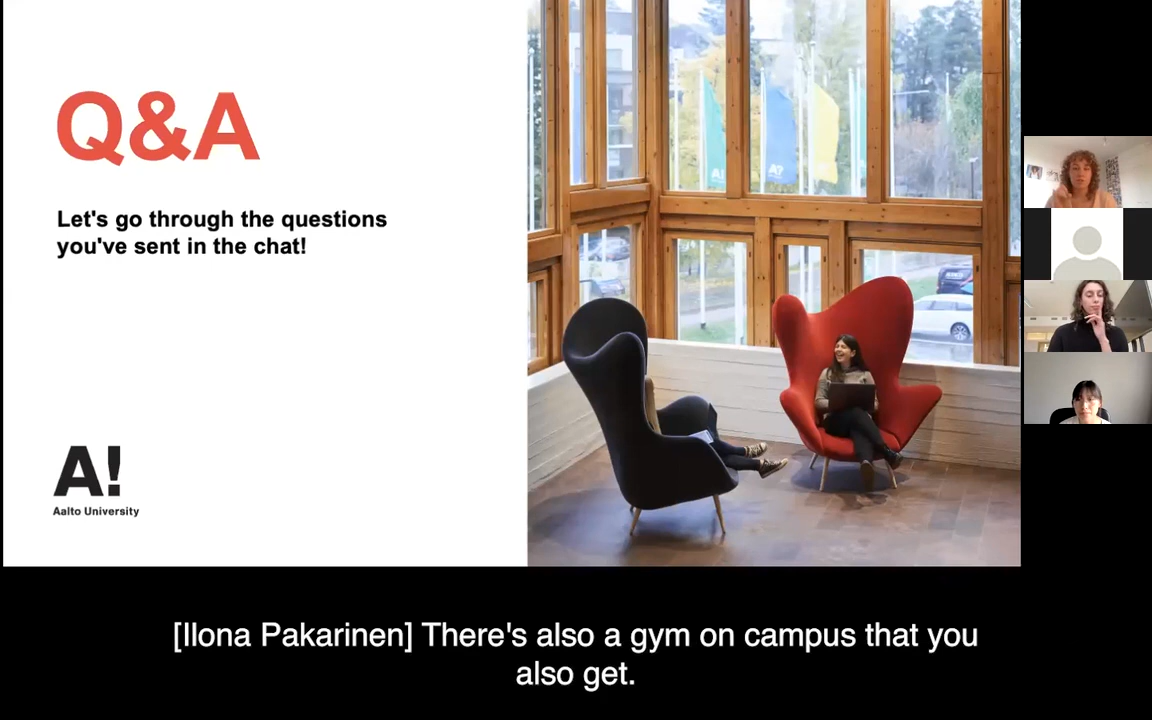 Q&A
Let's go through the questions
you've sent in the chat!
A!
Aalto University
A!
A?
[Ilona Pakarinen] There's also a gym on campus that you
also get.